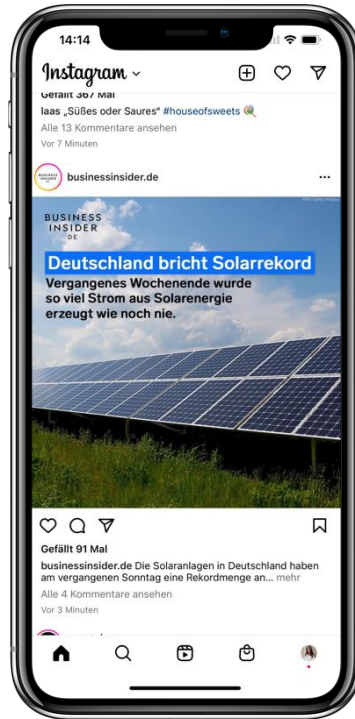 14:14
Instagram
Gefällt 367 Mal
laas „Süßes oder Saures“ #houseofsweets
Alle 13 Kommentare ansehen
Vor 7 Minuten
businessinsider.de
BUSINESS
INSIDER
DE
Deutschland bricht Solarrekord
Vergangenes Wochenende wurde
so viel Strom aus Solarenergie
erzeugt wie noch nie.
Gefällt 91 Mal
businessinsider.de Die Solaranlagen in Deutschland haben
am vergangenen Sonntag eine Rekordmenge an... mehr
Alle 4 Kommentare ansehen
Vor 3 Minuten